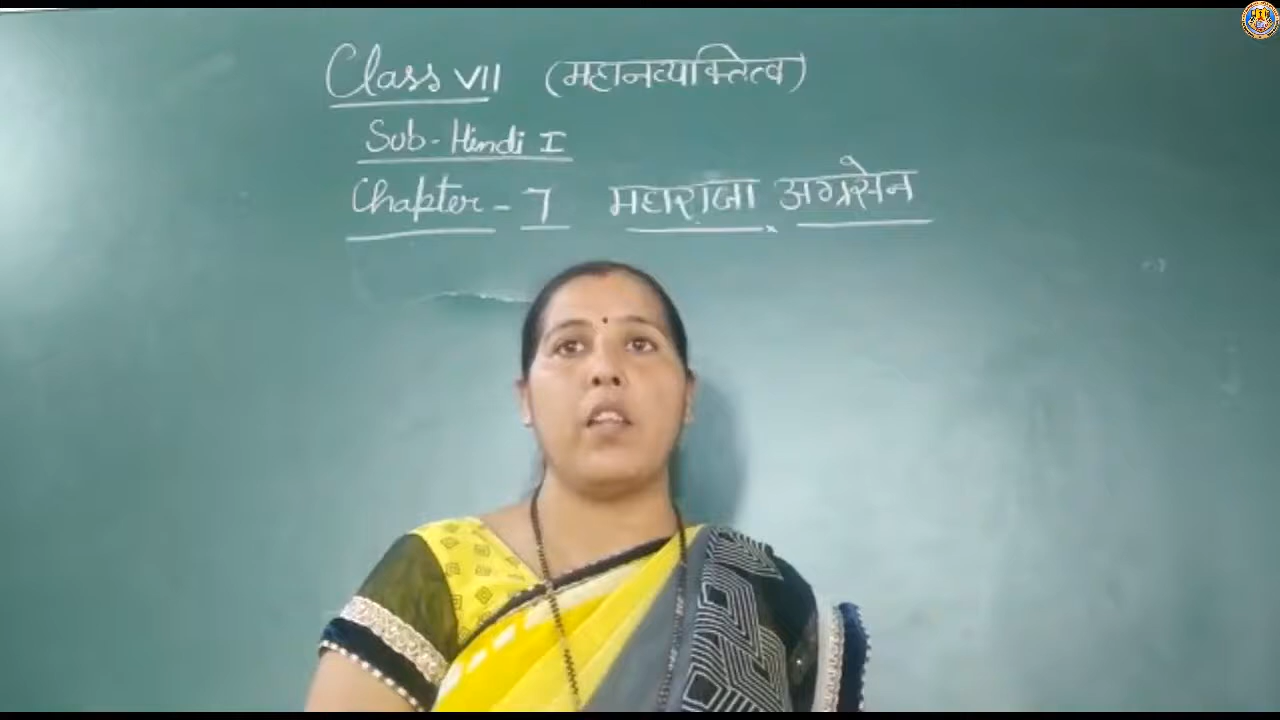 Class VII (महानव्यक्तित्व)
Sub- Hindi I
Chapter - 7 महाराजा अग्रसेन